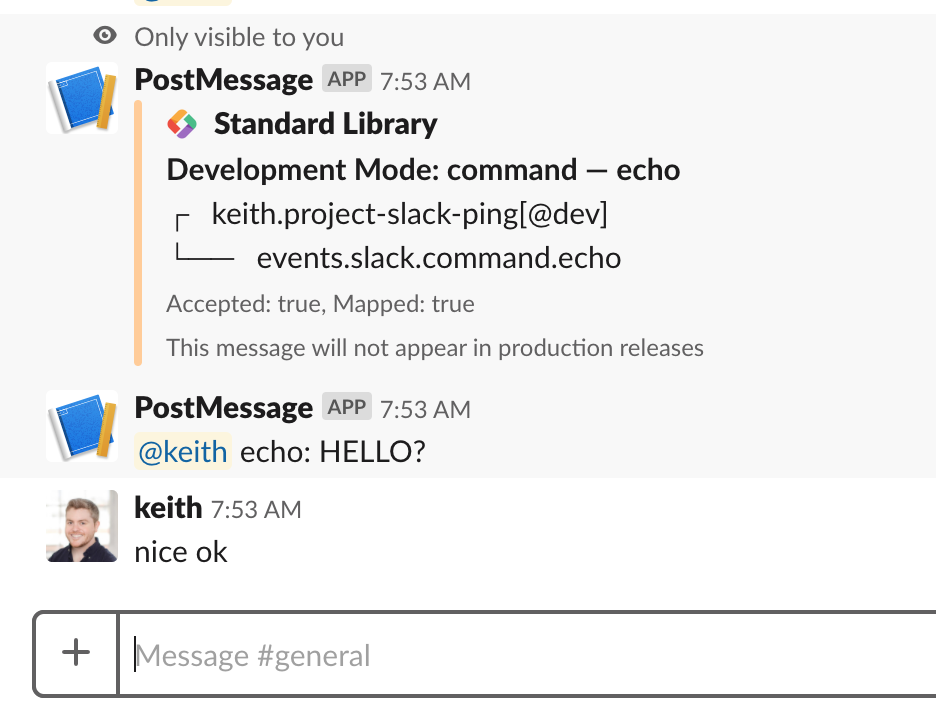 Only visible to you
PostMessage APP 7:53 AM
Standard Library
Development Mode: command — echo
┌ keith.project-slack-ping[@dev]
└── events.slack.command.echo
Accepted: true, Mapped: true
This message will not appear in production releases
PostMessage APP 7:53 AM
@keith echo: HELLO?
keith 7:53 AM
nice ok
Message #general